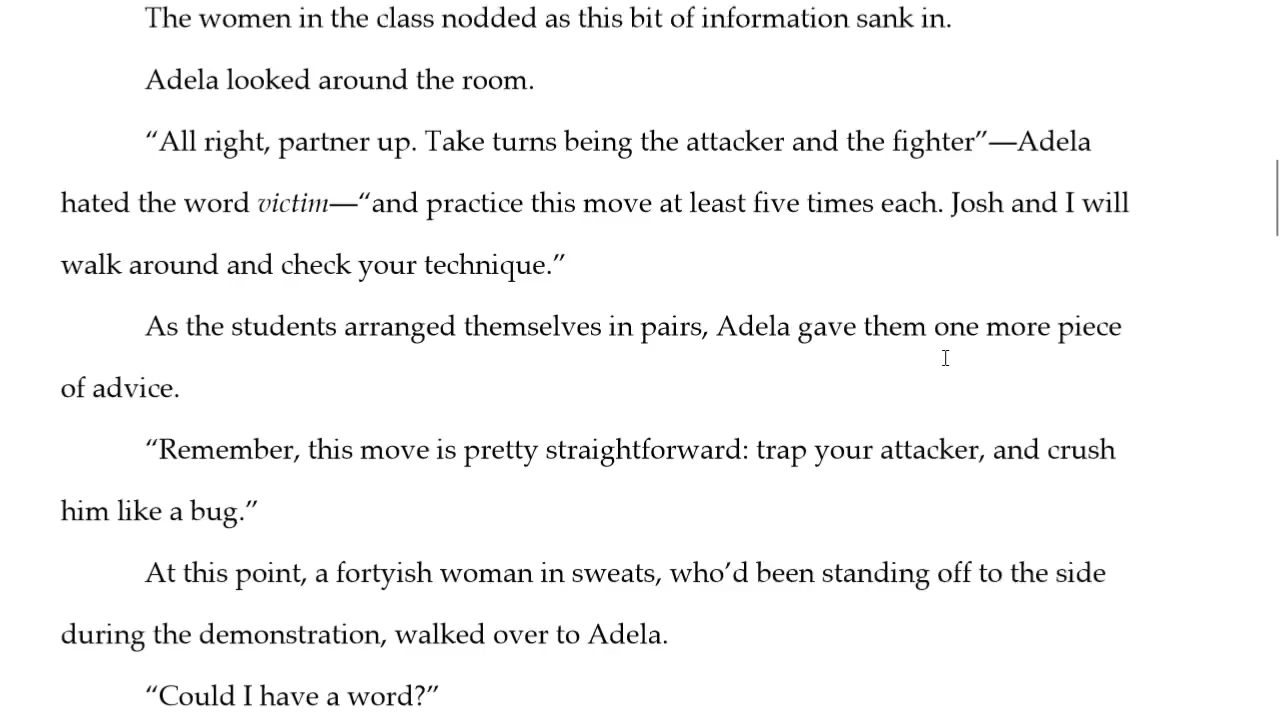 The women in the class nodded as this bit of information sank in.
Adela looked around the room.
“All right, partner up. Take turns being the attacker and the fighter”—Adela
hated the word victim—“and practice this move at least five times each. Josh and I will
walk around and check your technique.”
As the students arranged themselves in pairs, Adela gave them one more piece
of advice.
“Remember, this move is pretty straightforward: trap your attacker, and crush
him like a bug.”
At this point, a fortyish woman in sweats, who’d been standing off to the side
during the demonstration, walked over to Adela.
“Could I have a word?”